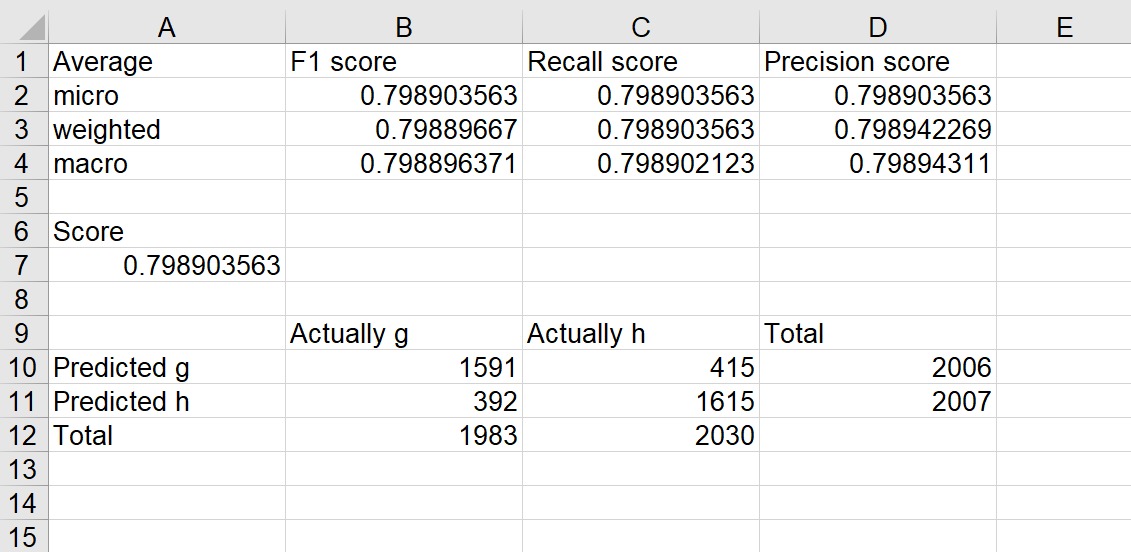 A B C D E
1 Average F1 score Recall score Precision score
2 micro 0.798903563 0.798903563 0.798903563
3 weighted 0.79889667 0.798903563 0.798942269
4 macro 0.798896371 0.798902123 0.79894311
5
6 Score
7 0.798903563
8
9 Actually g Actually h Total
10 Predicted g 1591 415 2006
11 Predicted h 392 1615 2007
12 Total 1983 2030
13
14
15